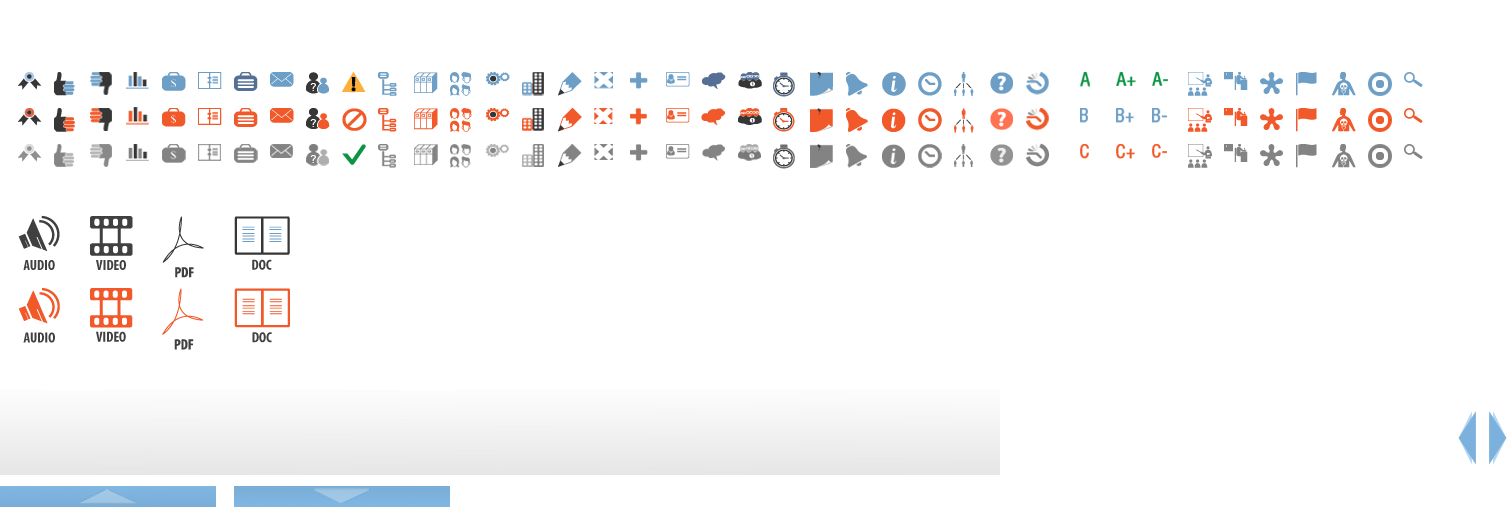 $ ? i ? A A+ A-
$ ? i ? B B+ B-
$ ? i ? C C+ C-
AUDIO VIDEO PDF DOC
AUDIO VIDEO PDF DOC